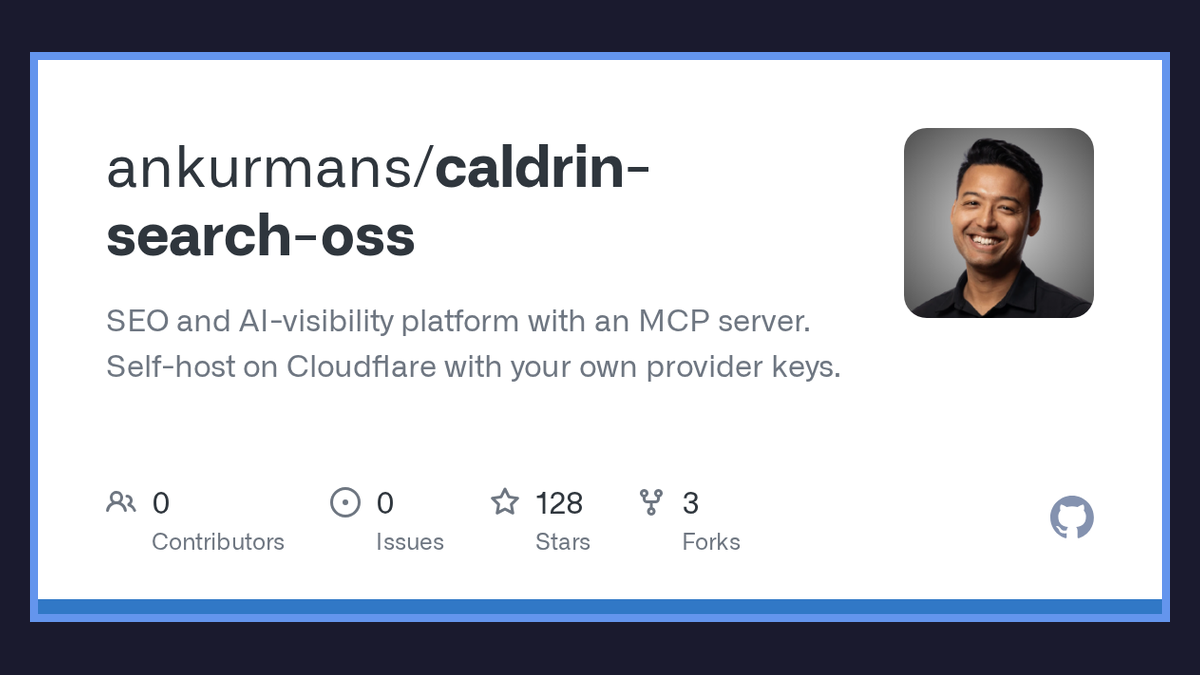 ankurmans/caldrin-
search-oss
SEO and AI-visibility platform with an MCP server.
Self-host on Cloudflare with your own provider keys.
0
Contributors
0
Issues
128
Stars
3
Forks